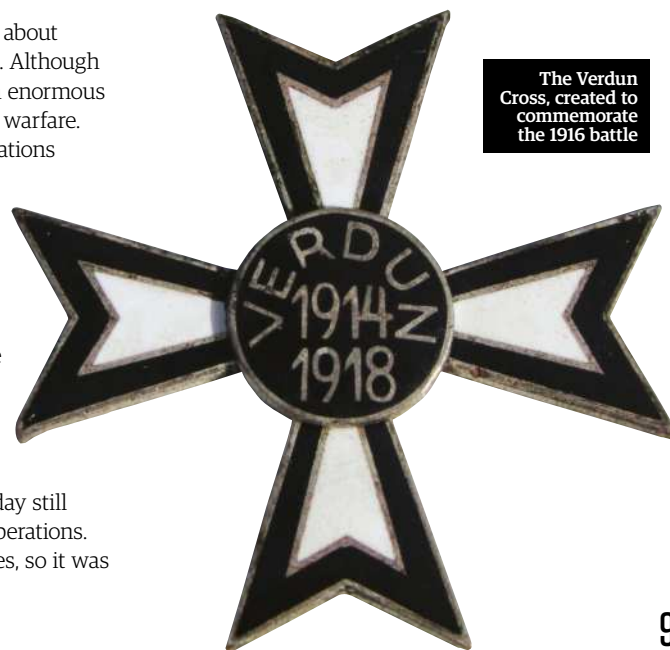 about
. Although
enormous
warfare.
ations
e
day still
perations.
es, so it was
The Verdun
Cross, created to
commemorate
the 1916 battle
VERDUN
1914
1918
9